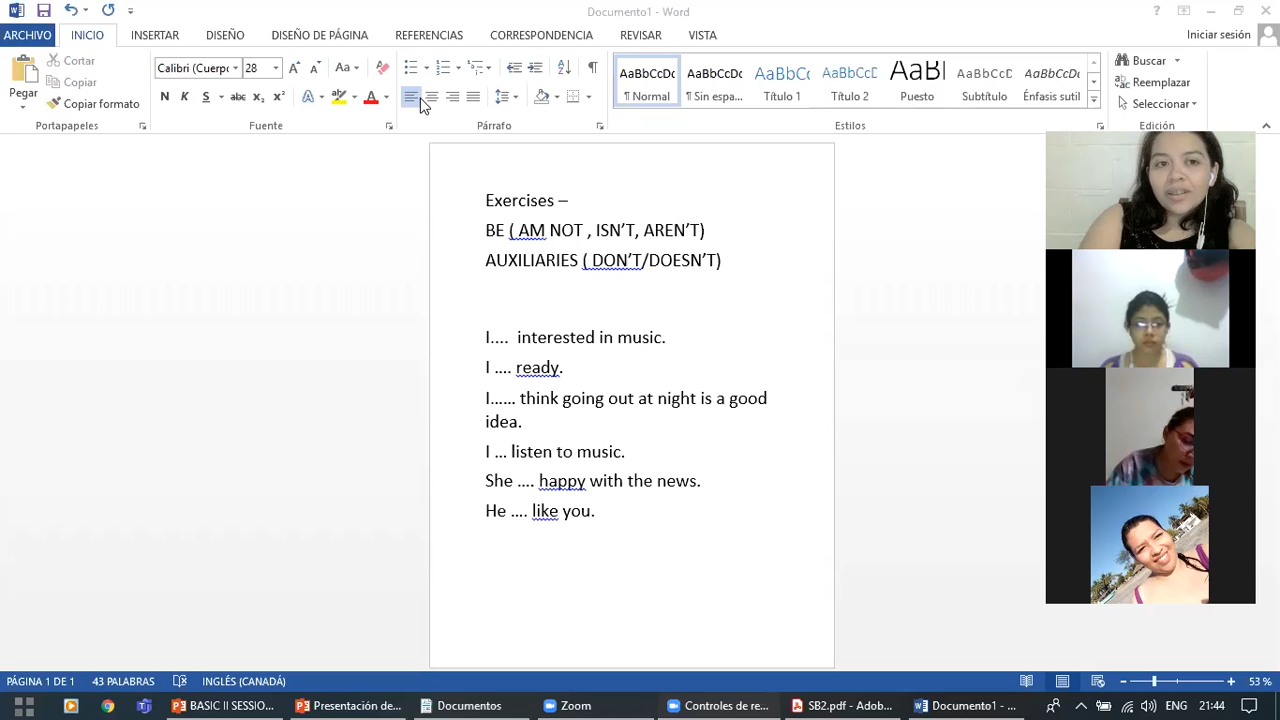 Documento1 - Word
ARCHIVO INICIO INSERTAR DISEÑO DISEÑO DE PÁGINA REFERENCIAS CORRESPONDENCIA REVISAR VISTA Iniciar sesión
Pegar
Cortar
Copiar
Copiar formato
Portapapeles
Calibri (Cuerpo 28
N K S abc x₂ x²
Fuente
Párrafo
AaBbCcDc AaBbCcDc AaBbCc AaBbCcC AaBl AaBbCcD AaBbCcDc
¶ Normal ¶ Sin espa... Título 1 Título 2 Puesto Subtítulo Énfasis sutil
Estilos
Buscar
Reemplazar
Seleccionar
Edición
Exercises –
BE ( AM NOT , ISN’T, AREN’T)
AUXILIARIES ( DON’T/DOESN’T)
I.... interested in music.
I .... ready.
I...... think going out at night is a good
idea.
I ... listen to music.
She .... happy with the news.
He .... like you.
PÁGINA 1 DE 1 43 PALABRAS INGLÉS (CANADÁ) 53 %
BASIC II SESSIO... Presentación de... Documentos Zoom Controles de re... SB2.pdf - Adobe... Documento1 - ... ENG 21:44